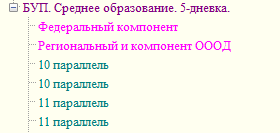 БУП. Среднее образование. 5-дневка.
Федеральный компонент
Региональный и компонент ОООД
10 параллель
10 параллель
11 параллель
11 параллель